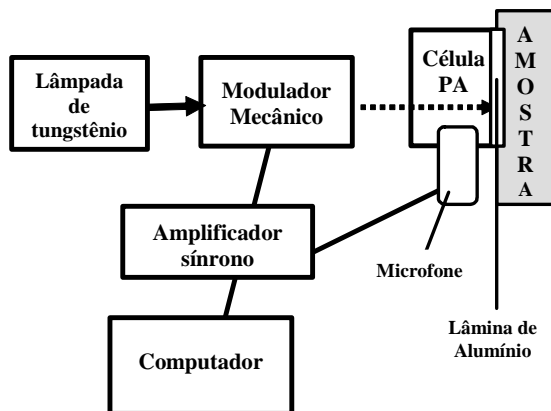 Lâmpada
de
tungstênio
Modulador
Mecânico
Célula
PA
A
M
O
S
T
R
A
Amplificador
sínrono
Microfone
Lâmina de
Alumínio
Computador